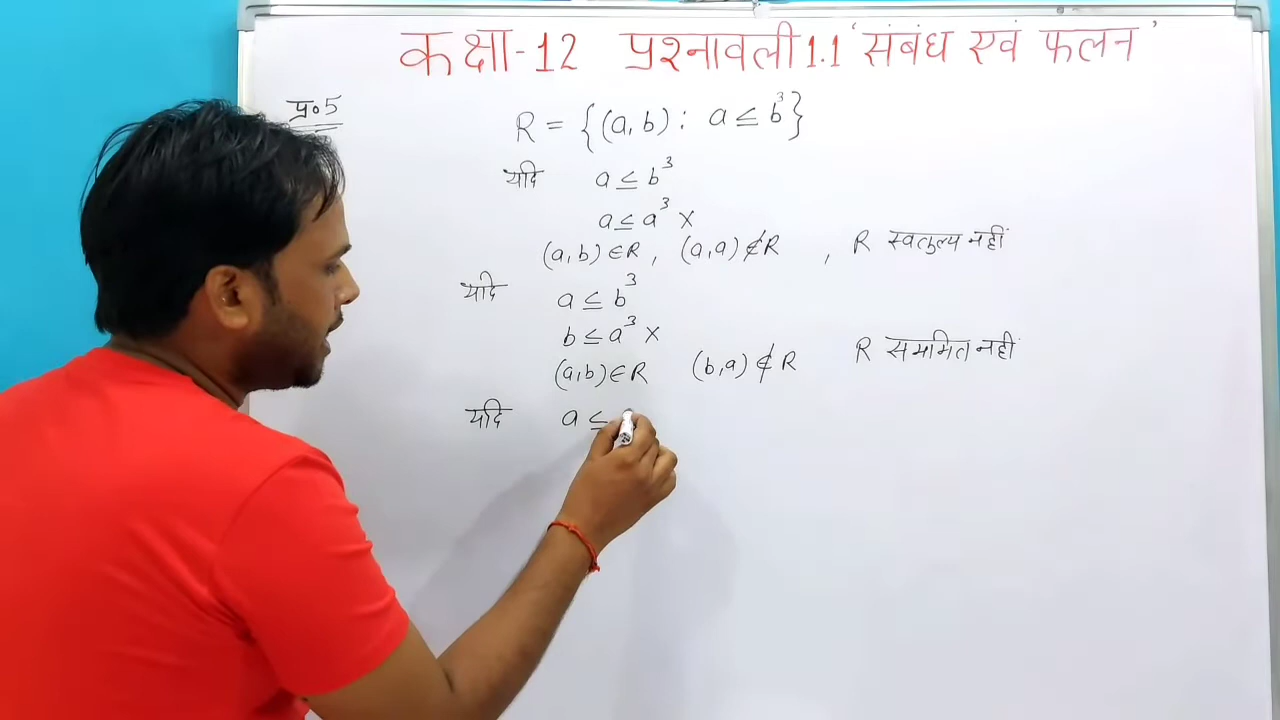 कक्षा-12 प्रश्नावली 1.1 ‘संबंध एवं फलन’
प्र०5
R = {(a, b) : a ≤ b³}
यदि a ≤ b³
a ≤ a³ X
(a, b) ∈ R, (a, a) ∉ R , R स्वतुल्य नहीं
यदि a ≤ b³
b ≤ a³ X
(a, b) ∈ R (b, a) ∉ R R सममित नहीं
यदि a ≤